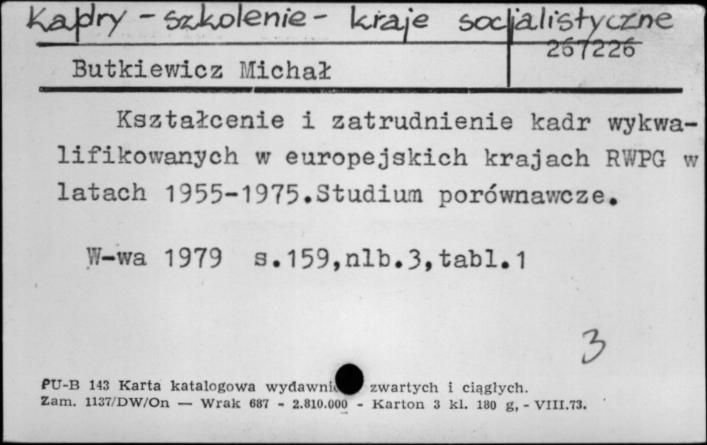 Kadry - szkolenie - kraje socjalistyczne
267226
Butkiewicz Michał
Kształcenie i zatrudnienie kadr wykwa-
lifikowanych w europejskich krajach RWPG w
latach 1955-1975.Studium porównawcze.
W-wa 1979 s.159,nlb.3,tabl.1
3
PU-B 143 Karta katalogowa wydawni zwartych i ciągłych.
Zam. 1137/DW/On — Wrak 687 - 2.810.000 - Karton 3 kl. 180 g, - VIII.73.